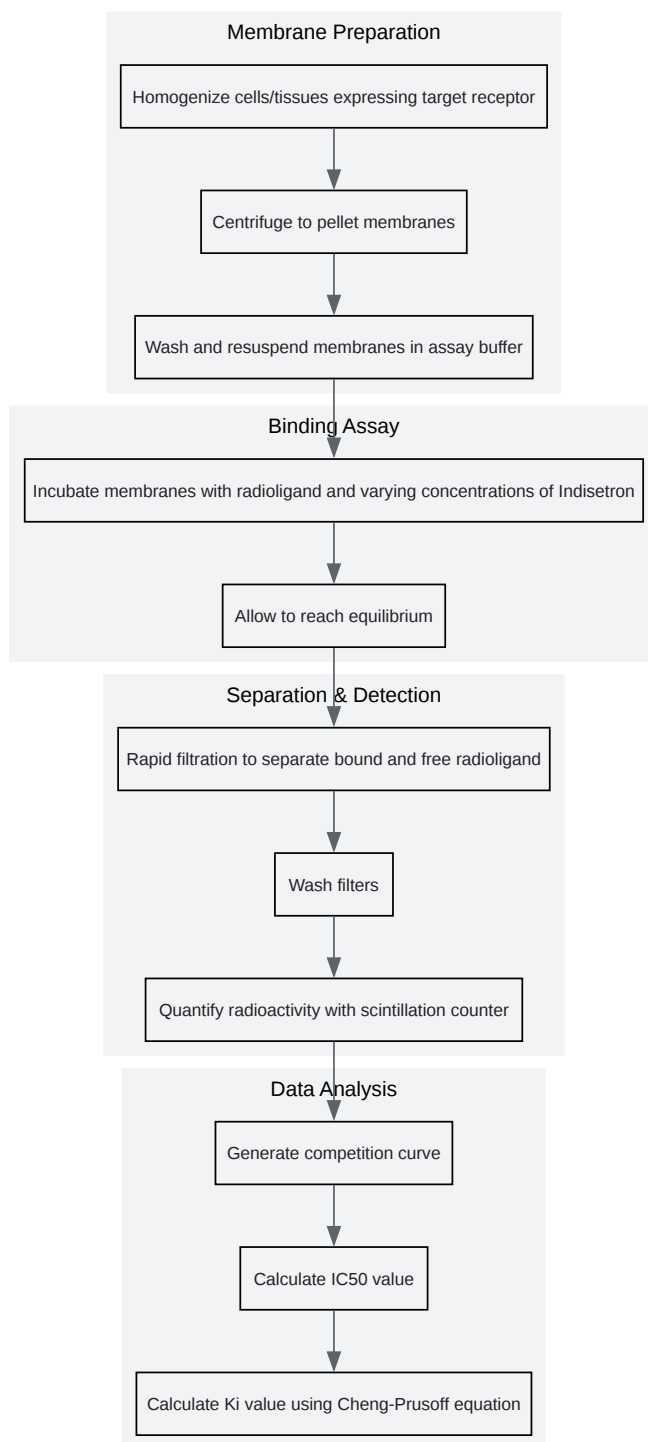 Membrane Preparation
Homogenize cells/tissues expressing target receptor
Centrifuge to pellet membranes
Wash and resuspend membranes in assay buffer
Binding Assay
Incubate membranes with radioligand and varying concentrations of Indisetron
Allow to reach equilibrium
Separation & Detection
Rapid filtration to separate bound and free radioligand
Wash filters
Quantify radioactivity with scintillation counter
Data Analysis
Generate competition curve
Calculate IC50 value
Calculate Ki value using Cheng-Prusoff equation